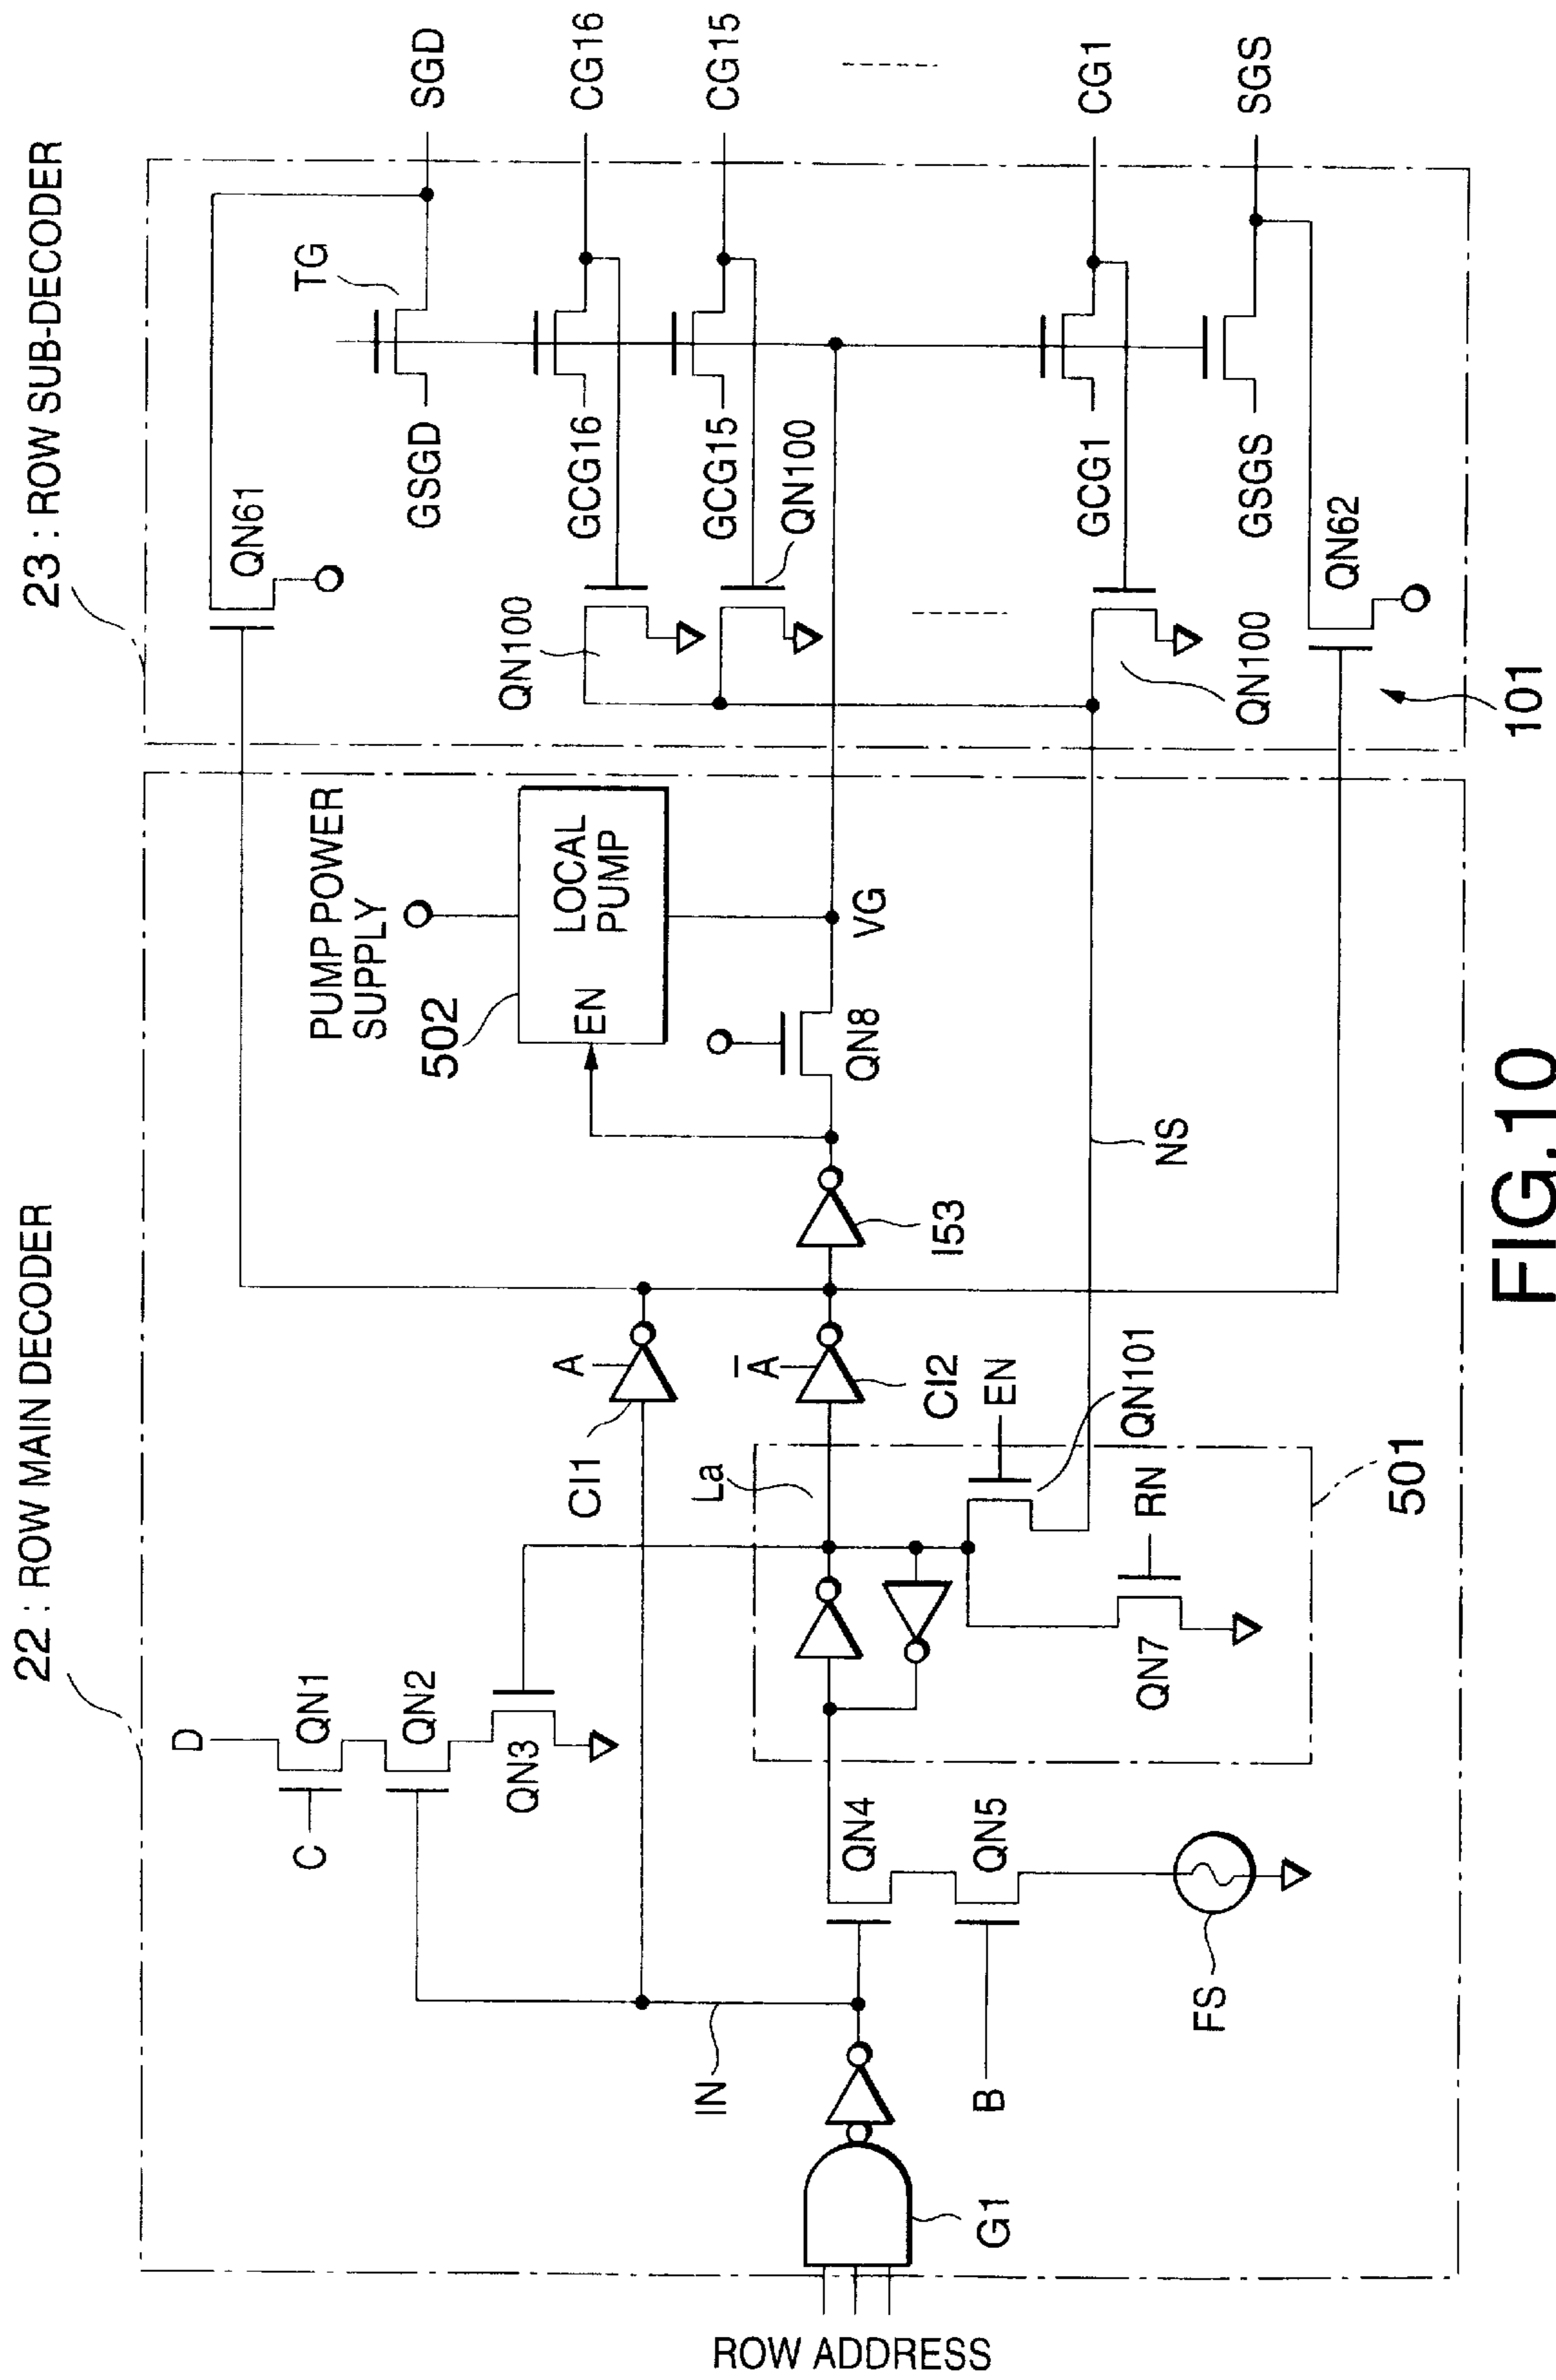 22 : ROW MAIN DECODER
23 : ROW SUB-DECODER
D
C
QN1
QN2
QN3
IN
ROW ADDRESS
G1
B
QN4
QN5
FS
CI1
A
La
A̅
CI2
EN
QN101
RN
QN7
501
I53
PUMP POWER
SUPPLY
502
LOCAL
PUMP
EN
QN8
VG
NS
QN61
TG
GSGD
SGD
GCG16
CG16
QN100
GCG15
CG15
QN100
GCG1
CG1
QN100
GSGS
SGS
QN62
101
FIG.10